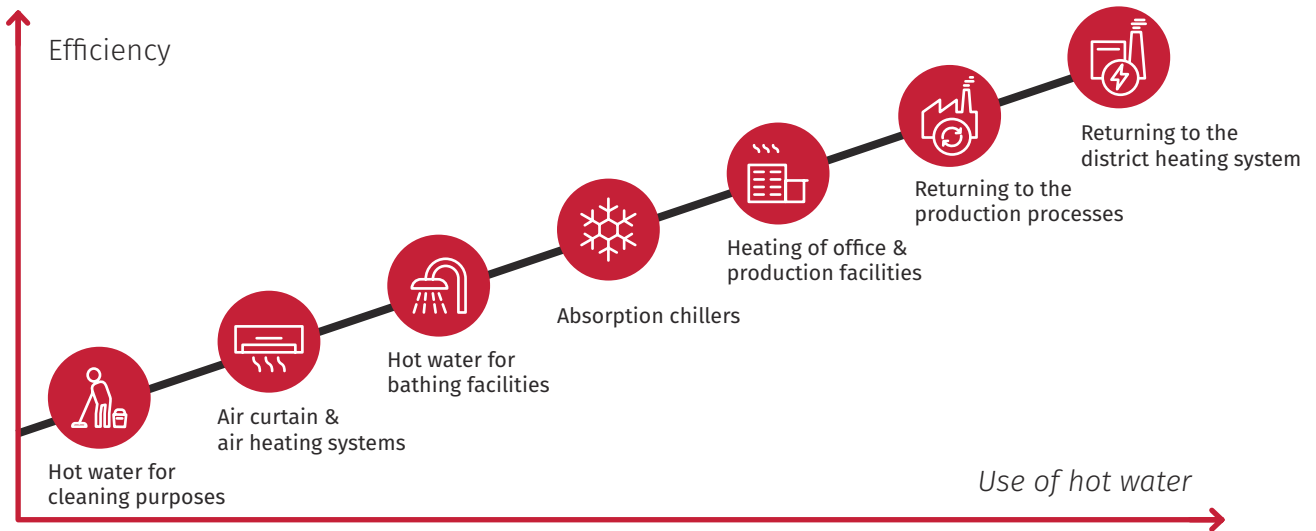 Efficiency
Returning to the
district heating system
Returning to the
production processes
Heating of office &
production facilities
Absorption chillers
Hot water for
bathing facilities
Air curtain &
air heating systems
Hot water for
cleaning purposes
Use of hot water